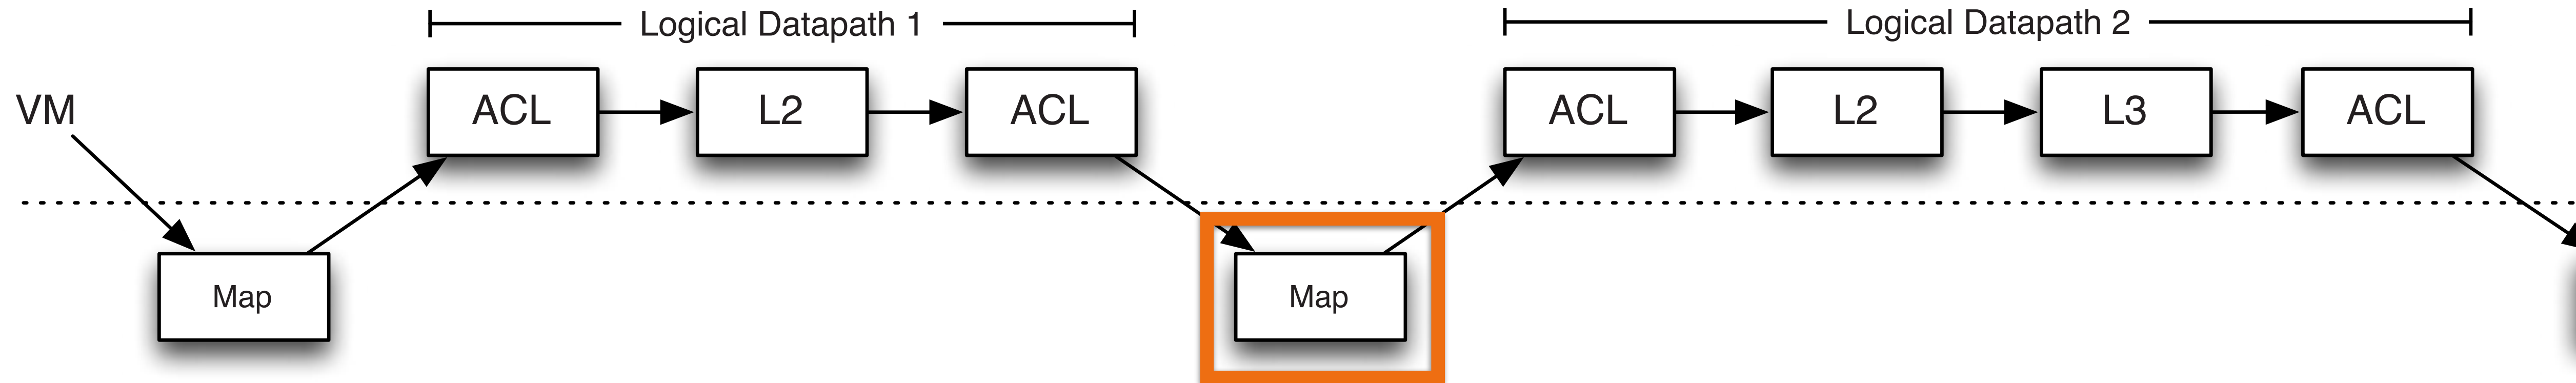 Logical Datapath 1
Logical Datapath 2
VM
ACL
L2
ACL
ACL
L2
L3
ACL
Map
Map